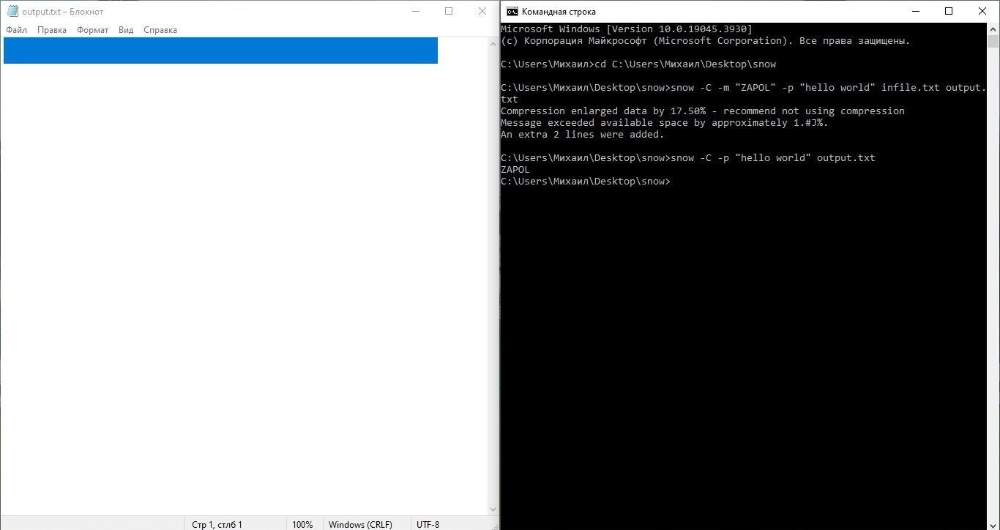 output.txt – Блокнот
Файл Правка Формат Вид Справка
Стр 1, стлб 1 100% Windows (CRLF) UTF-8
Командная строка
Microsoft Windows [Version 10.0.19045.3930]
(c) Корпорация Майкрософт (Microsoft Corporation). Все права защищены.
C:\Users\Михаил>cd C:\Users\Михаил\Desktop\snow
C:\Users\Михаил\Desktop\snow>snow -C -m "ZAPOL" -p "hello world" infile.txt output.
txt
Compression enlarged data by 17.50% - recommend not using compression
Message exceeded available space by approximately 1.#J%.
An extra 2 lines were added.
C:\Users\Михаил\Desktop\snow>snow -C -p "hello world" output.txt
ZAPOL
C:\Users\Михаил\Desktop\snow>